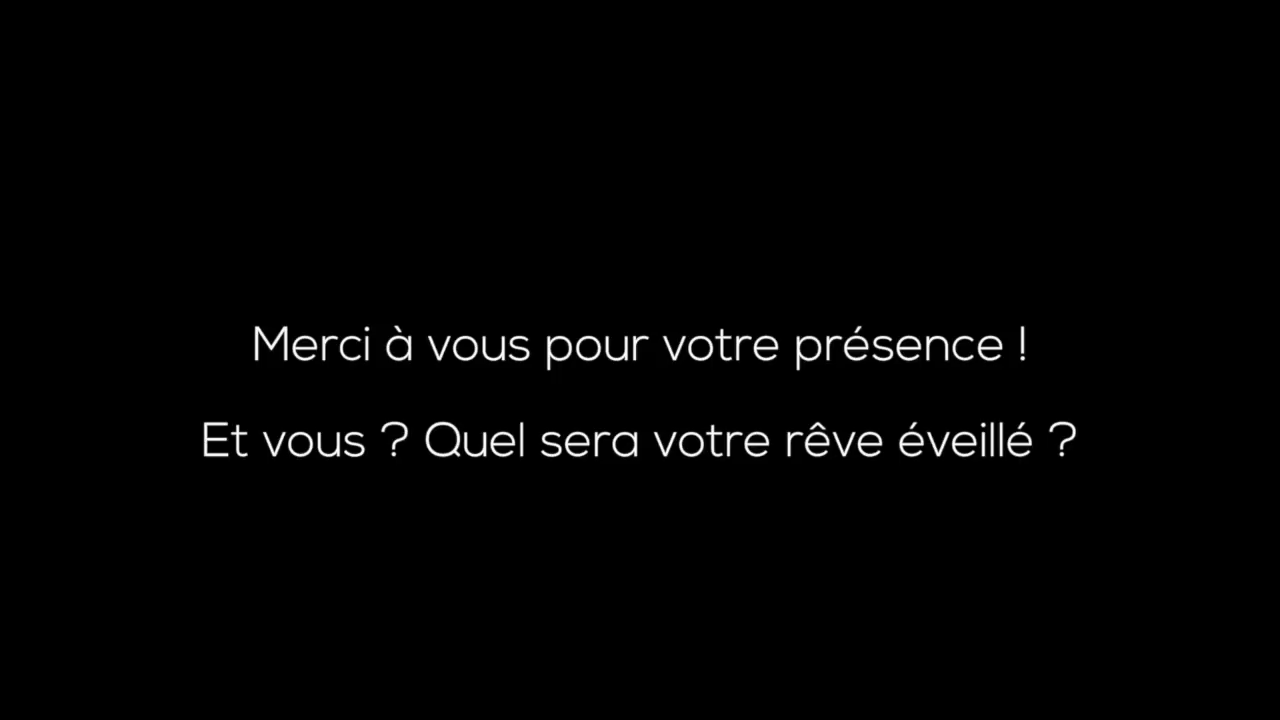 Merci à vous pour votre présence !
Et vous ? Quel sera votre rêve éveillé ?